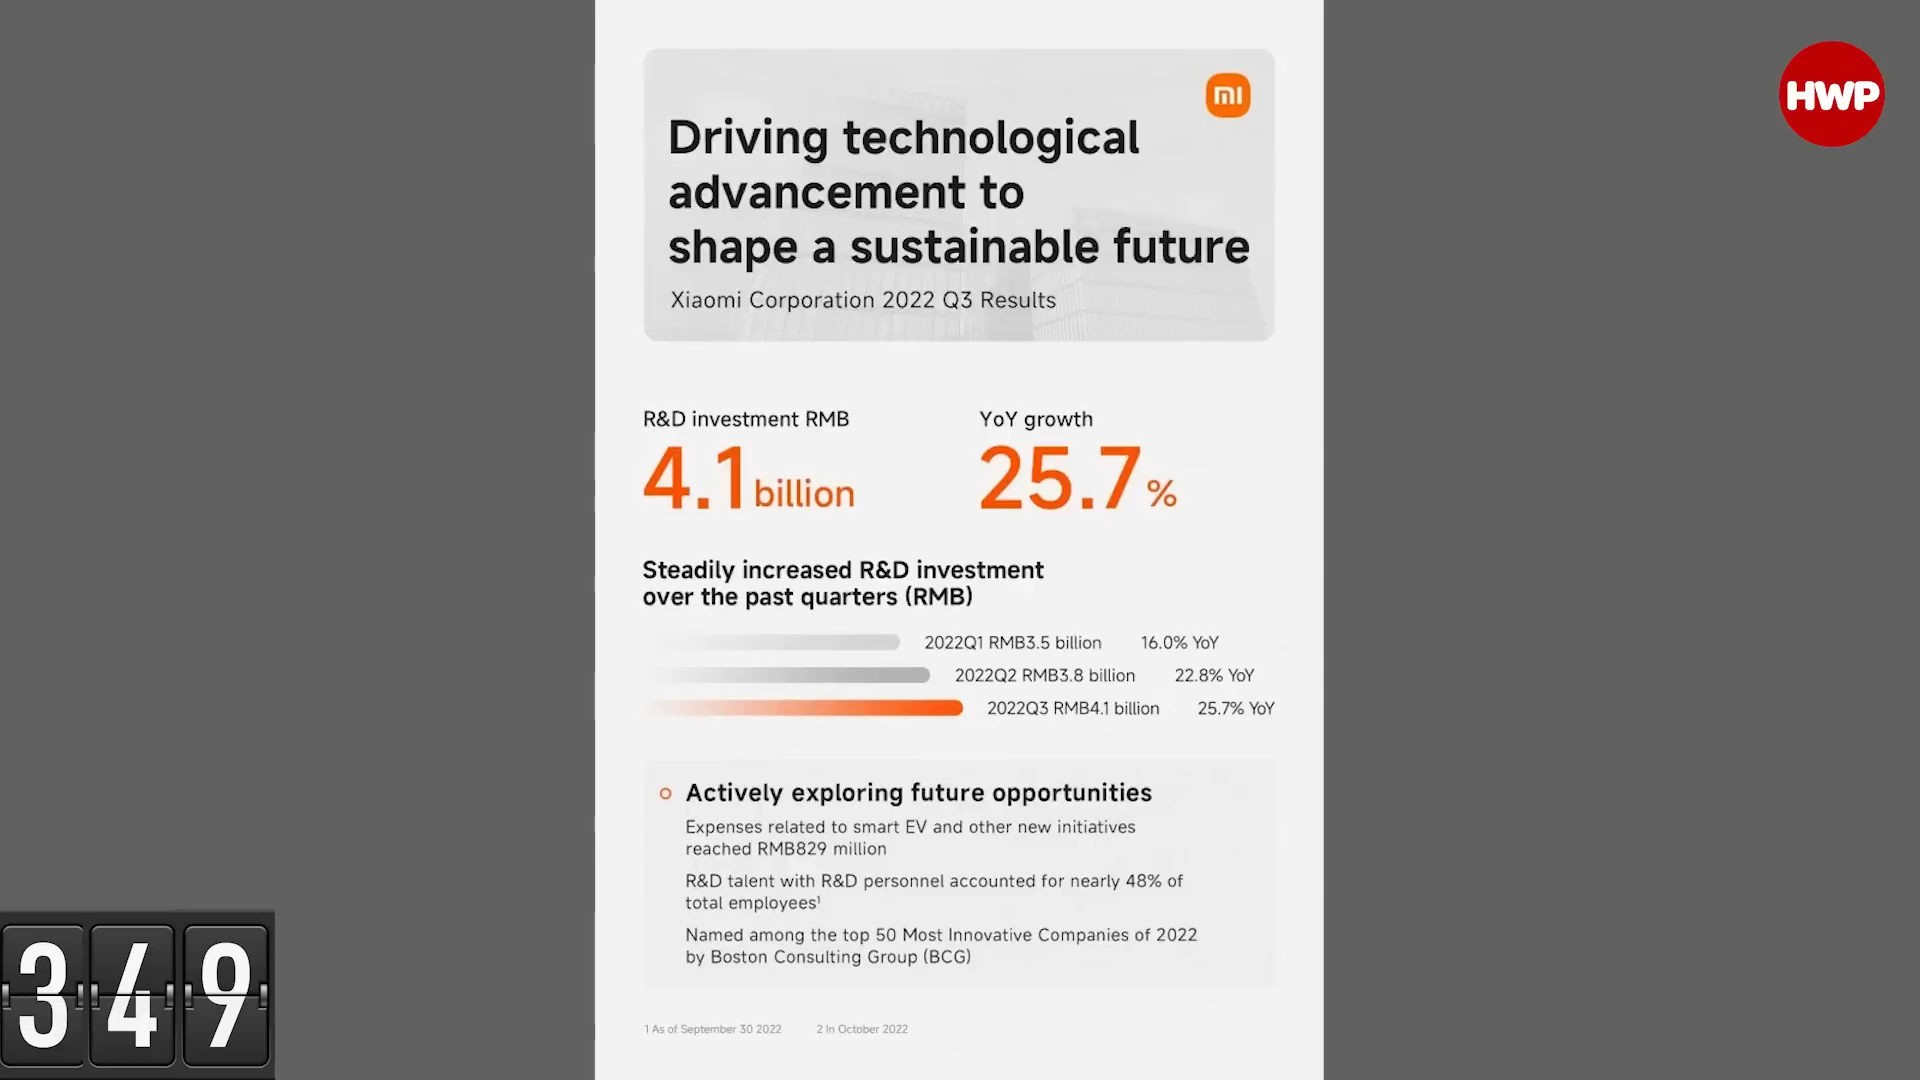 HWP
mi
Driving technological
advancement to
shape a sustainable future
Xiaomi Corporation 2022 Q3 Results
R&D investment RMB
4.1 billion
YoY growth
25.7 %
Steadily increased R&D investment
over the past quarters (RMB)
2022Q1 RMB3.5 billion 16.0% YoY
2022Q2 RMB3.8 billion 22.8% YoY
2022Q3 RMB4.1 billion 25.7% YoY
Actively exploring future opportunities
Expenses related to smart EV and other new initiatives
reached RMB829 million
R&D talent with R&D personnel accounted for nearly 48% of
total employees¹
Named among the top 50 Most Innovative Companies of 2022
by Boston Consulting Group (BCG)
1 As of September 30 2022 2 In October 2022
349